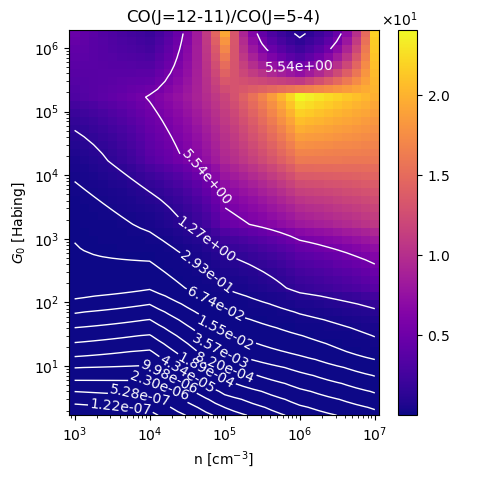 CO(J=12-11)/CO(J=5-4)
×10¹
10⁶
10⁵
10⁴
10³
10²
10¹
G₀ [Habing]
5.54e+00
5.54e+00
1.27e+00
2.93e-01
6.74e-02
1.55e-02
3.57e-03
8.20e-04
1.89e-04
4.34e-05
9.98e-06
2.30e-06
5.28e-07
1.22e-07
2.0
1.0
0.5
10³ 10⁴ 10⁵ 10⁶ 10⁷
n [cm⁻³]